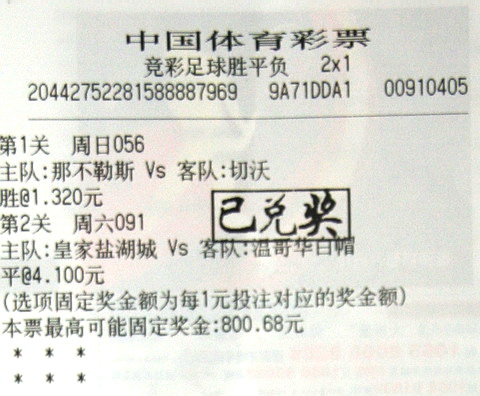 中国体育彩票
竞彩足球胜平负 2x1
20442752281588887969 9A71DDA1 00910405
第1关 周日056
主队:那不勒斯 Vs 客队:切沃
胜@1.320元
已兑奖
第2关 周六091
主队:皇家盐湖城 Vs 客队:温哥华白帽
平@4.100元
(选项固定奖金额为每1元投注对应的奖金额)
本票最高可能固定奖金:800.68元
* * *
* * *